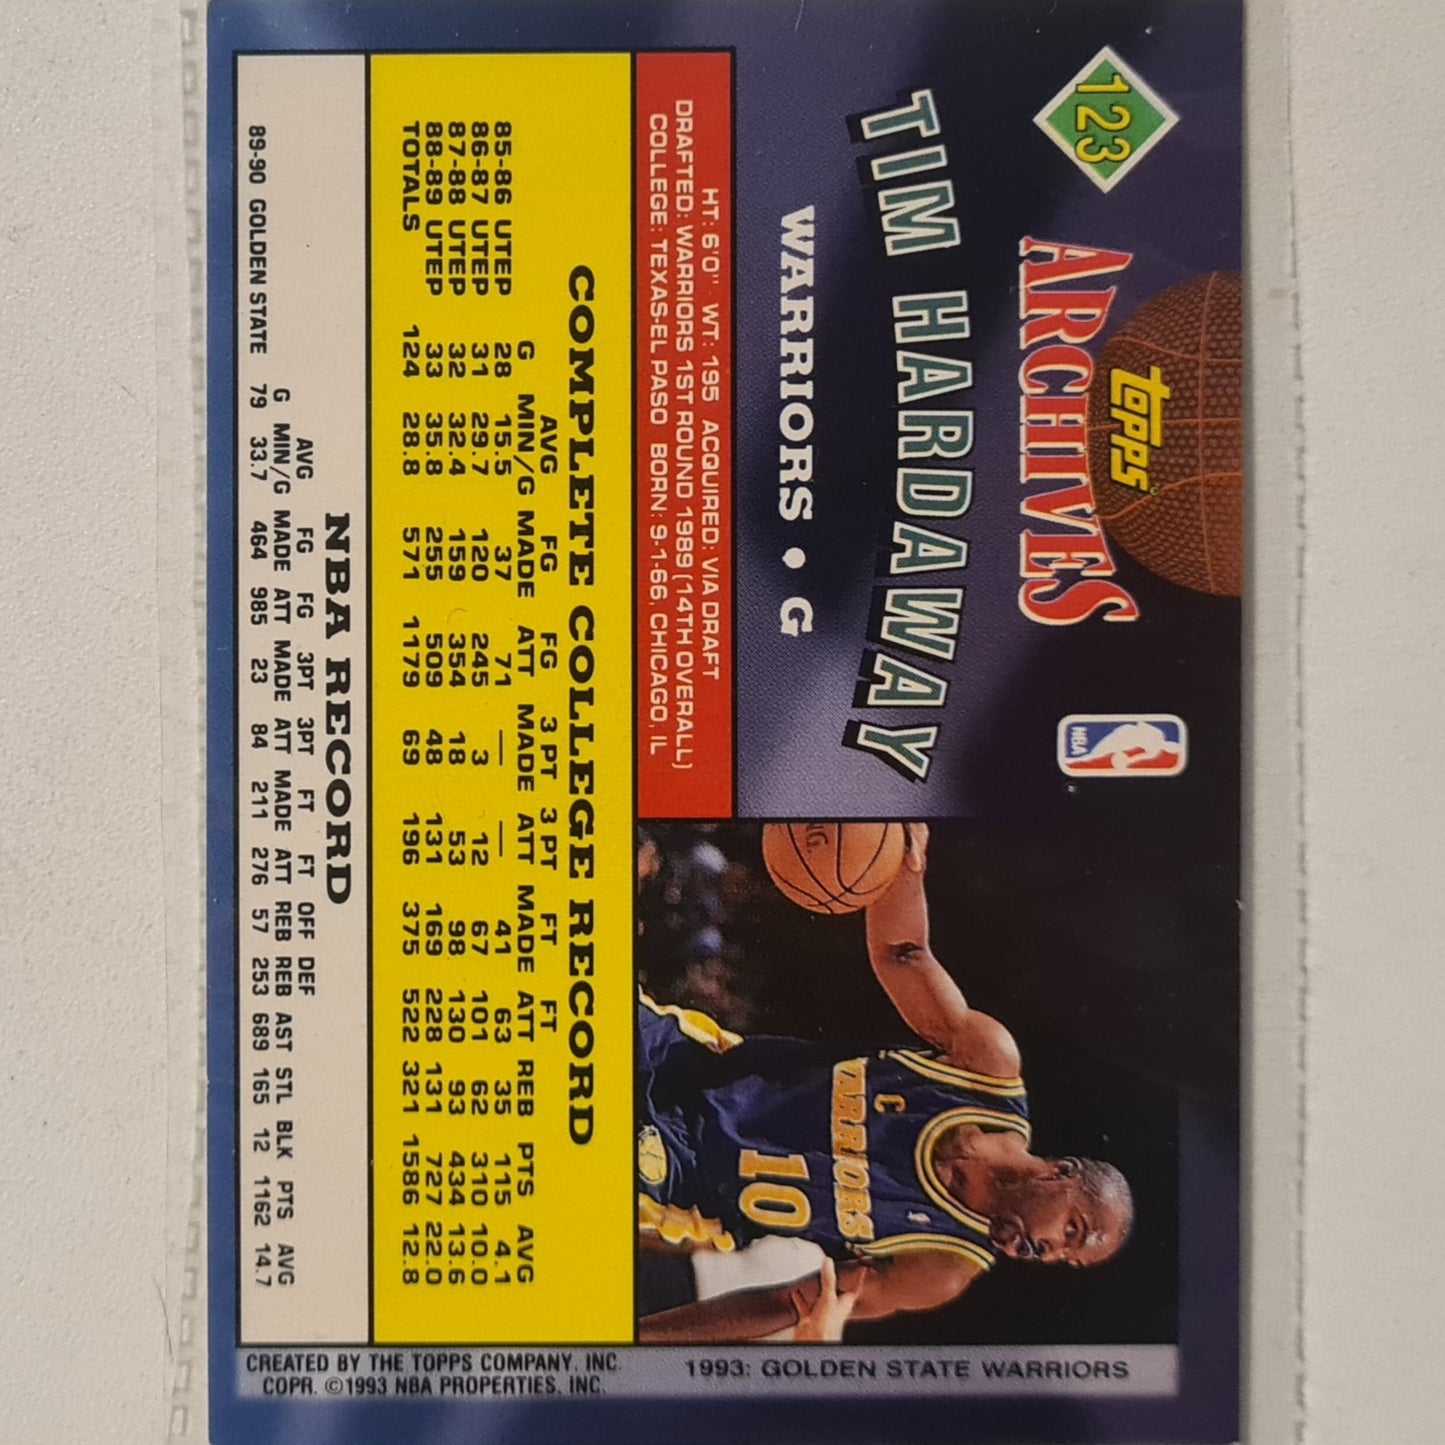 123
TOPPS
ARCHIVES
NBA
TIM HARDAWAY
WARRIORS • G
HT: 6'0" WT: 195 ACQUIRED: VIA DRAFT
DRAFTED: WARRIORS 1ST ROUND 1989 (14TH OVERALL)
COLLEGE: TEXAS-EL PASO BORN: 9-1-66, CHICAGO, IL
C
WARRIORS
10
COMPLETE COLLEGE RECORD
AVG FG FG 3 PT 3 PT FT FT
G MIN/G MADE ATT MADE ATT MADE ATT REB PTS AVG
85-86 UTEP 28 15.5 37 71 — — 41 63 35 115 4.1
86-87 UTEP 31 29.7 120 245 3 12 67 101 62 310 10.0
87-88 UTEP 32 32.4 159 354 18 53 98 130 93 434 13.6
88-89 UTEP 33 35.8 255 509 48 131 169 228 131 727 22.0
TOTALS 124 28.8 571 1179 69 196 375 522 321 1586 12.8
NBA RECORD
AVG FG FG 3PT 3PT FT FT OFF DEF
G MIN/G MADE ATT MADE ATT MADE ATT REB REB AST STL BLK PTS AVG
89-90 GOLDEN STATE 79 33.7 464 985 23 84 211 276 57 253 689 165 12 1162 14.7
1993: GOLDEN STATE WARRIORS
CREATED BY THE TOPPS COMPANY, INC.
COPR. ©1993 NBA PROPERTIES, INC.